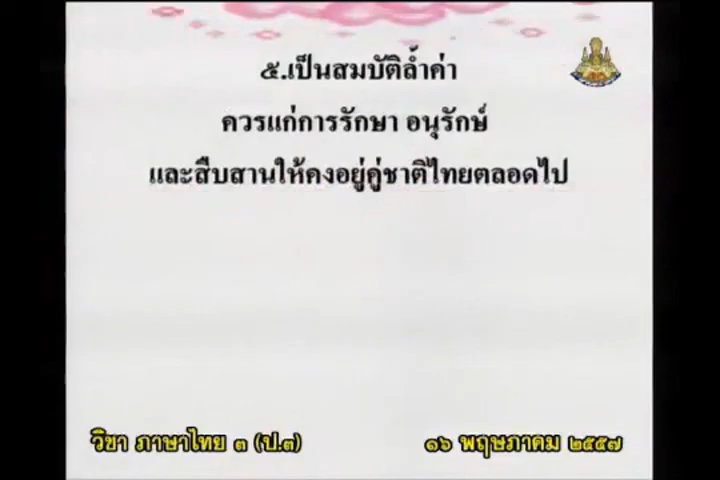 ๕.เป็นสมบัติล้ำค่า
ควรแก่การรักษา อนุรักษ์
และสืบสานให้คงอยู่คู่ชาติไทยตลอดไป
วิชา ภาษาไทย ๓ (ป.๓)
๑๖ พฤษภาคม ๒๕๕๗